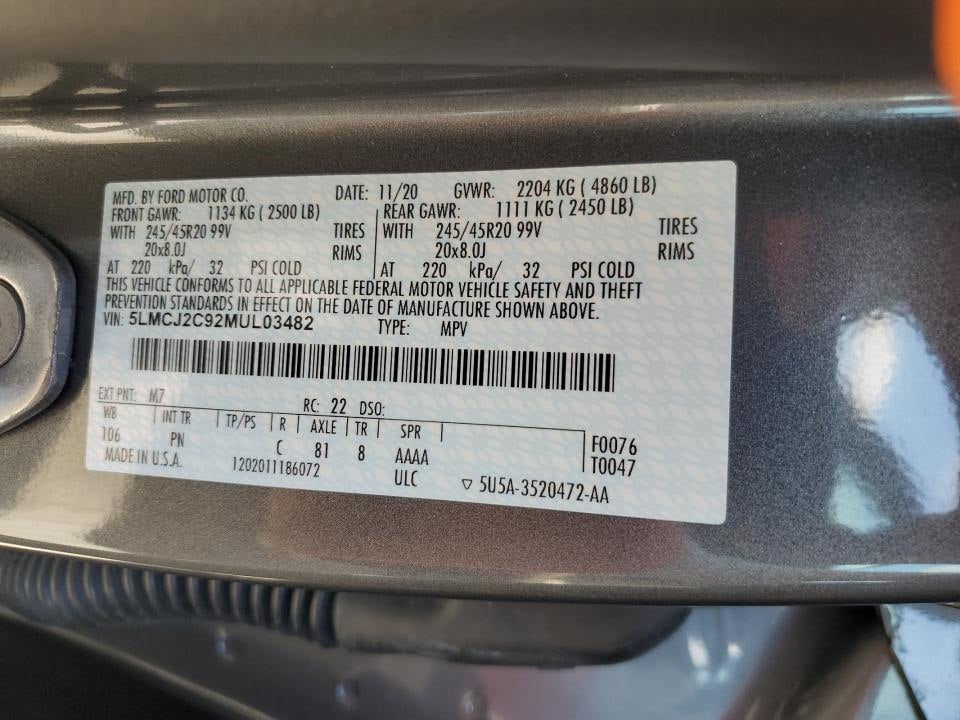 MFD. BY FORD MOTOR CO. DATE: 11/20 GVWR: 2204 KG ( 4860 LB)
FRONT GAWR: 1134 KG ( 2500 LB) REAR GAWR: 1111 KG ( 2450 LB)
WITH 245/45R20 99V TIRES WITH 245/45R20 99V TIRES
20x8.0J RIMS 20x8.0J RIMS
AT 220 kPa/ 32 PSI COLD AT 220 kPa/ 32 PSI COLD
THIS VEHICLE CONFORMS TO ALL APPLICABLE FEDERAL MOTOR VEHICLE SAFETY AND THEFT
PREVENTION STANDARDS IN EFFECT ON THE DATE OF MANUFACTURE SHOWN ABOVE.
VIN: 5LMCJ2C92MUL03482 TYPE: MPV
EXT PNT: M7 RC: 22 DSO:
WB INT TR TP/PS R AXLE TR SPR F0076
106 PN C 81 8 AAAA T0047
MADE IN U.S.A. 1202011186072 ULC ▽ 5U5A-3520472-AA